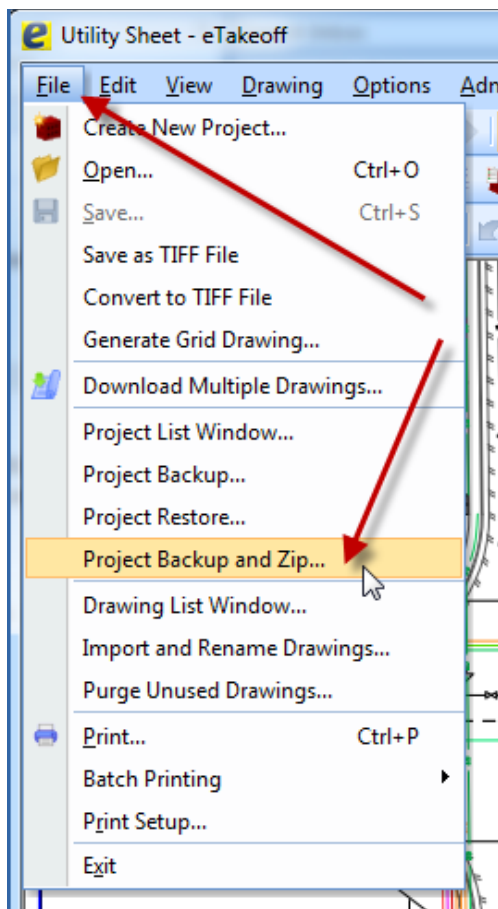 Utility Sheet - eTakeoff
File Edit View Drawing Options
Create New Project...
Open... Ctrl+O
Save... Ctrl+S
Save as TIFF File
Convert to TIFF File
Generate Grid Drawing...
Download Multiple Drawings...
Project List Window...
Project Backup...
Project Restore...
Project Backup and Zip...
Drawing List Window...
Import and Rename Drawings...
Purge Unused Drawings...
Print... Ctrl+P
Batch Printing
Print Setup...
Exit